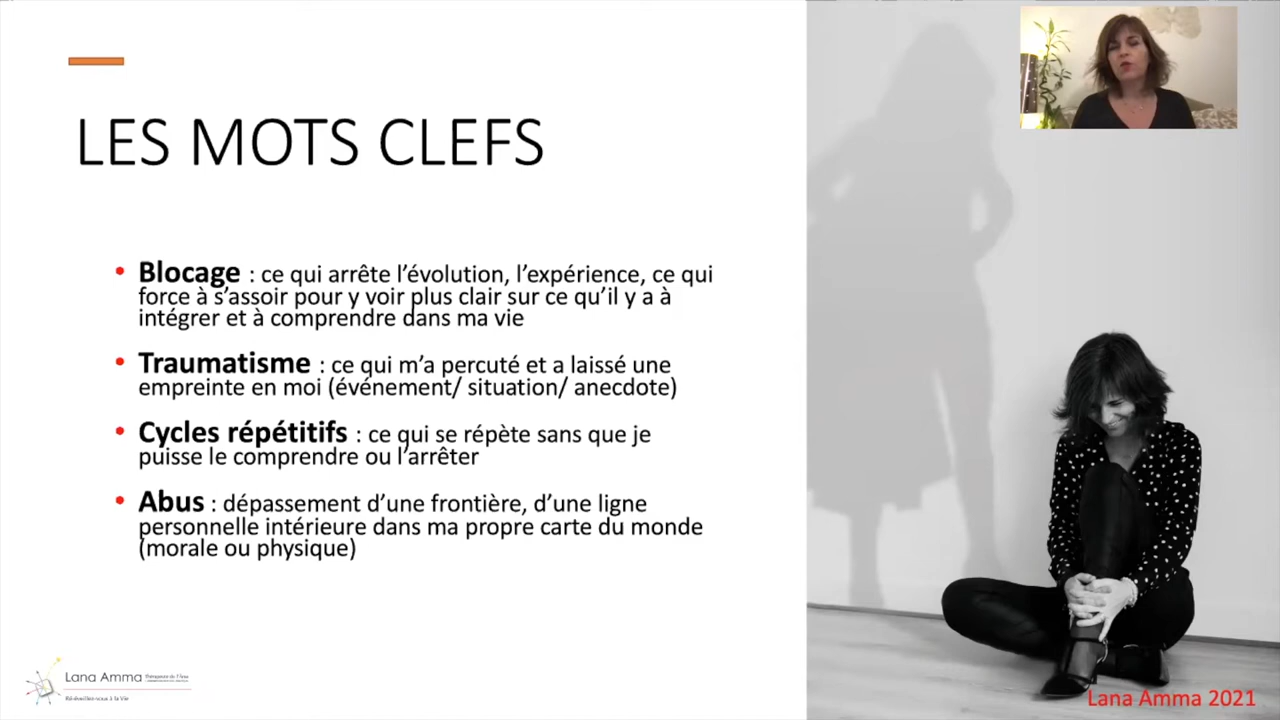 LES MOTS CLEFS
• Blocage : ce qui arrête l’évolution, l’expérience, ce qui
force à s’assoir pour y voir plus clair sur ce qu’il y a à
intégrer et à comprendre dans ma vie
• Traumatisme : ce qui m’a percuté et a laissé une
empreinte en moi (événement/ situation/ anecdote)
• Cycles répétitifs : ce qui se répète sans que je
puisse le comprendre ou l’arrêter
• Abus : dépassement d’une frontière, d’une ligne
personnelle intérieure dans ma propre carte du monde
(morale ou physique)
Lana Amma
Lana Amma 2021